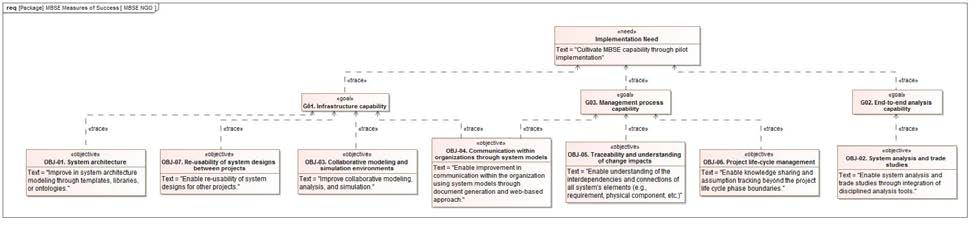 req [Package] MBSE Measures of Success [ MBSE NGO ]
«need»
Implementation Need
Text = "Cultivate MBSE capability through pilot
implementation"
«trace»
«trace»
«trace»
«goal»
G01. Infrastructure capability
«goal»
G03. Management process
capability
«goal»
G02. End-to-end analysis
capability
«trace»
«trace»
«trace»
«trace»
«trace»
«trace»
«trace»
«trace»
«objective»
OBJ-01. System architecture
Text = "Improve in system architecture
modeling through templates, libraries,
or ontologies."
«objective»
OBJ-07. Re-usability of system designs
between projects
Text = "Enable re-usability of system
designs for other projects."
«objective»
OBJ-03. Collaborative modeling and
simulation environments
Text = "Improve collaborative modeling,
analysis, and simulation."
«objective»
OBJ-04. Communication within
organizations through system models
Text = "Enable improvement in
communication within the organization
using system models through
document generation and web-based
approach."
«objective»
OBJ-05. Traceability and understanding
of change impacts
Text = "Enable understanding of the
interdependencies and connections of
all system's elements (e.g.,
requirement, physical component, etc.)"
«objective»
OBJ-06. Project life-cycle management
Text = "Enable knowledge sharing and
assumption tracking beyond the project
life cycle phase boundaries."
«objective»
OBJ-02. System analysis and trade
studies
Text = "Enable system analysis and
trade studies through integration of
disciplined analysis tools."